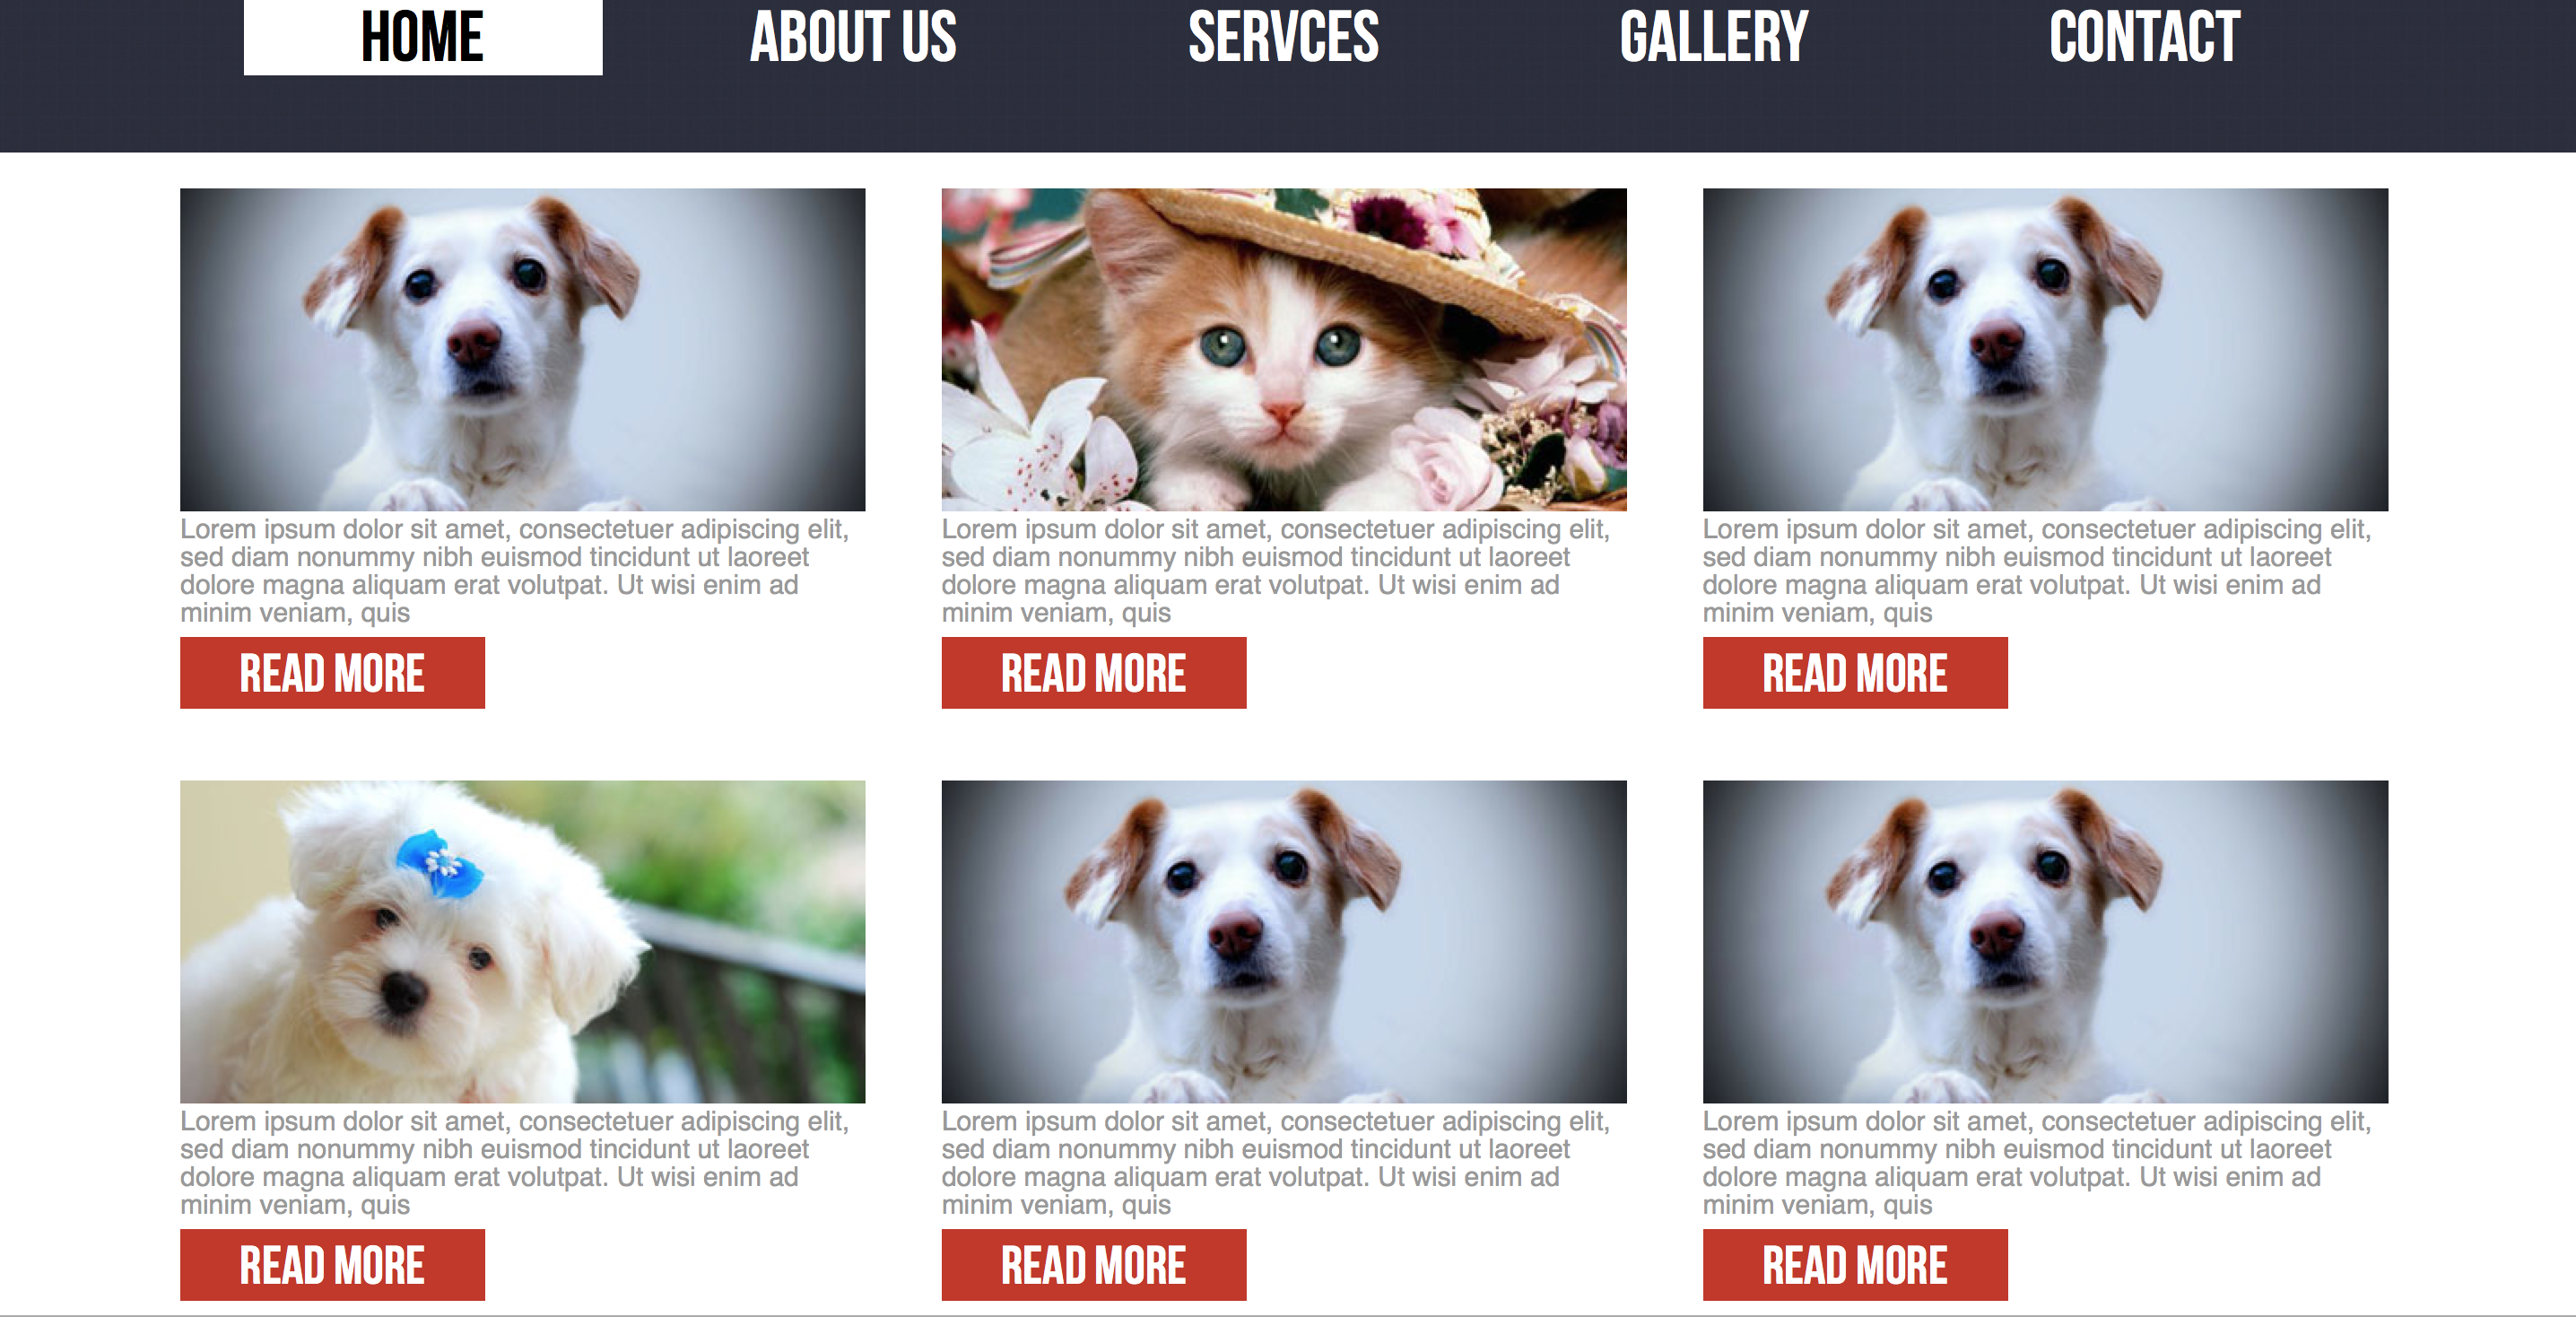 HOME ABOUT US SERVCES GALLERY CONTACT
Lorem ipsum dolor sit amet, consectetuer adipiscing elit,
sed diam nonummy nibh euismod tincidunt ut laoreet
dolore magna aliquam erat volutpat. Ut wisi enim ad
minim veniam, quis
READ MORE
Lorem ipsum dolor sit amet, consectetuer adipiscing elit,
sed diam nonummy nibh euismod tincidunt ut laoreet
dolore magna aliquam erat volutpat. Ut wisi enim ad
minim veniam, quis
READ MORE
Lorem ipsum dolor sit amet, consectetuer adipiscing elit,
sed diam nonummy nibh euismod tincidunt ut laoreet
dolore magna aliquam erat volutpat. Ut wisi enim ad
minim veniam, quis
READ MORE
Lorem ipsum dolor sit amet, consectetuer adipiscing elit,
sed diam nonummy nibh euismod tincidunt ut laoreet
dolore magna aliquam erat volutpat. Ut wisi enim ad
minim veniam, quis
READ MORE
Lorem ipsum dolor sit amet, consectetuer adipiscing elit,
sed diam nonummy nibh euismod tincidunt ut laoreet
dolore magna aliquam erat volutpat. Ut wisi enim ad
minim veniam, quis
READ MORE
Lorem ipsum dolor sit amet, consectetuer adipiscing elit,
sed diam nonummy nibh euismod tincidunt ut laoreet
dolore magna aliquam erat volutpat. Ut wisi enim ad
minim veniam, quis
READ MORE